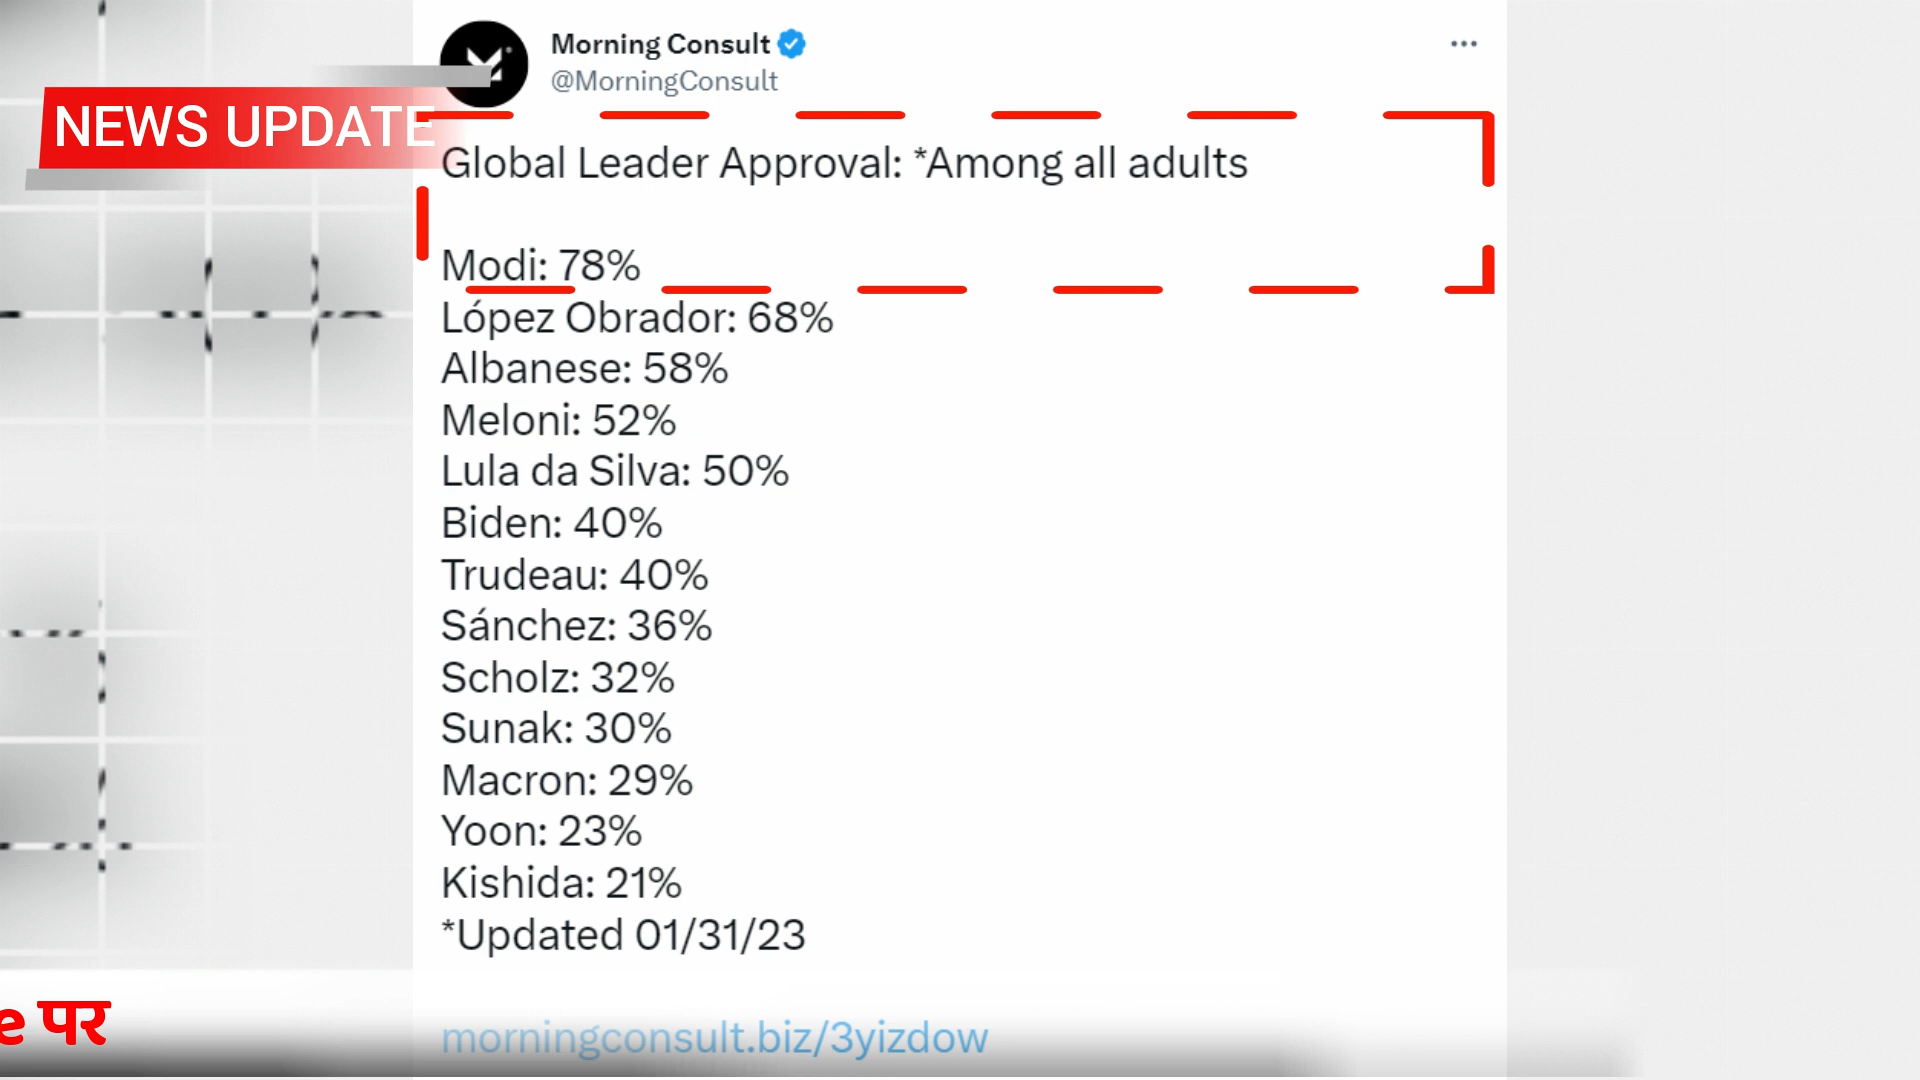 Morning Consult
@MorningConsult
NEWS UPDATE
Global Leader Approval: *Among all adults
Modi: 78%
López Obrador: 68%
Albanese: 58%
Meloni: 52%
Lula da Silva: 50%
Biden: 40%
Trudeau: 40%
Sánchez: 36%
Scholz: 32%
Sunak: 30%
Macron: 29%
Yoon: 23%
Kishida: 21%
*Updated 01/31/23
पर
morningconsult.biz/3yizdow